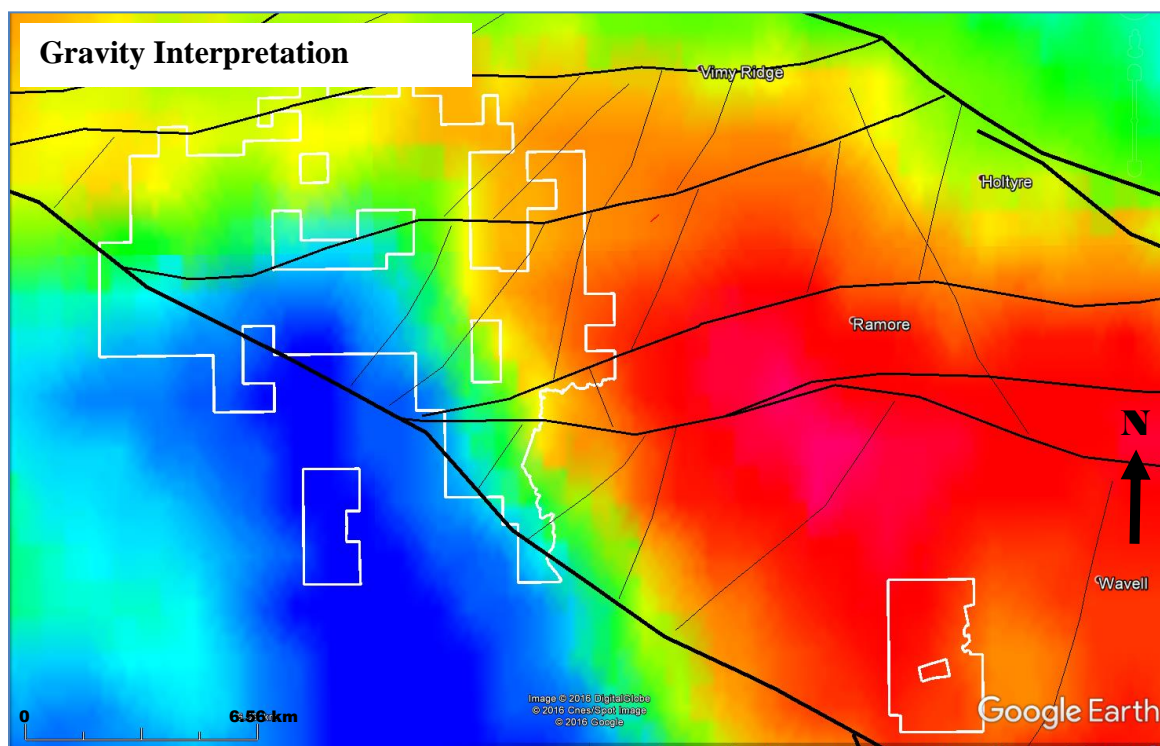 Gravity Interpretation
Vimy Ridge
Holtyre
Ramore
N
Wavell
Image © 2016 DigitalGlobe
© 2016 Cnes/Spot Image
© 2016 Google
Google Earth
0 6.56 km